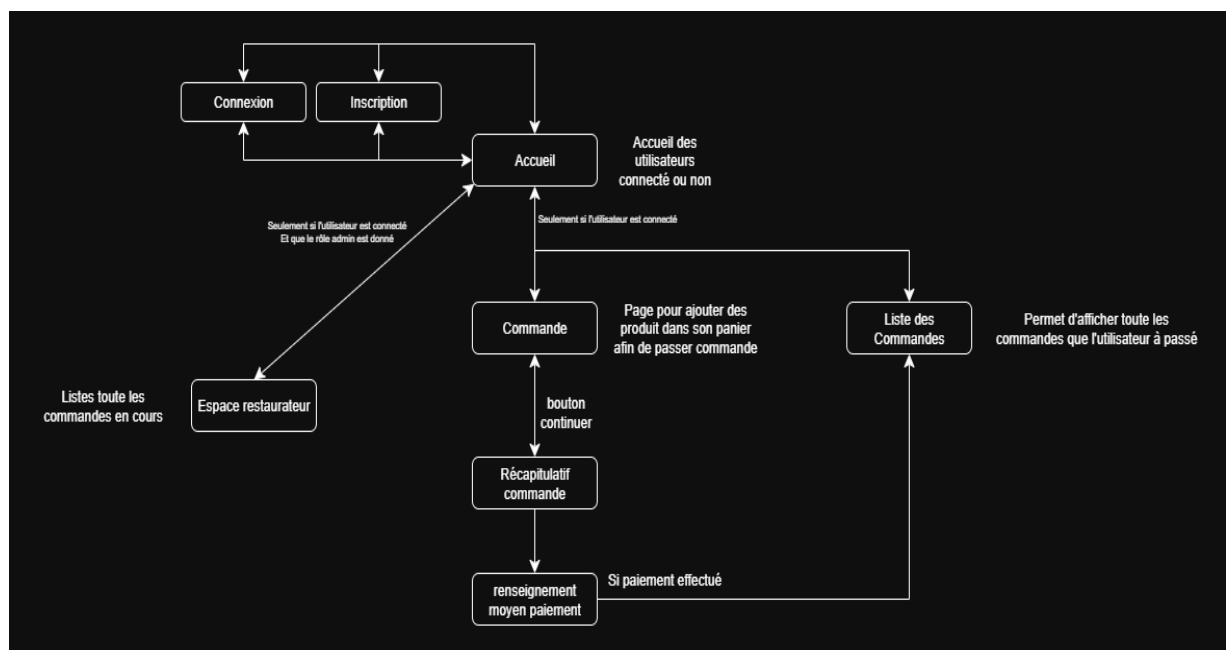 Connexion
Inscription
Accueil
Accueil des
utilisateurs
connecté ou non
Seulement si l'utilisateur est connecté
Et que le rôle admin est donné
Seulement si l'utilisateur est connecté
Commande
Page pour ajouter des
produit dans son panier
afin de passer commande
Liste des
Commandes
Permet d'afficher toute les
commandes que l'utilisateur à passé
Listes toute les
commandes en cours
Espace restaurateur
bouton
continuer
Récapitulatif
commande
renseignement
moyen paiement
Si paiement effectué